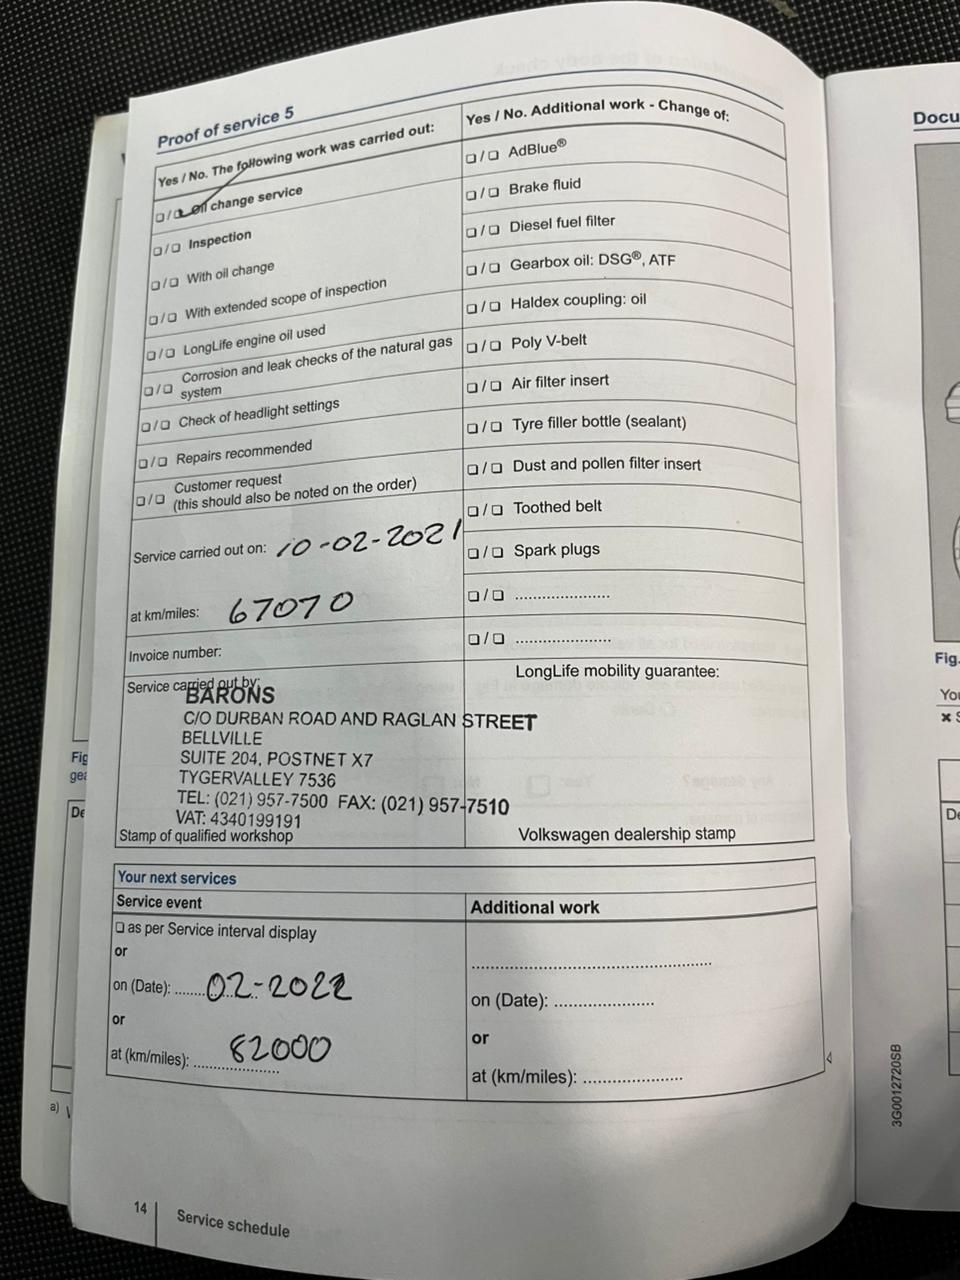 Proof of service 5
Yes / No. The following work was carried out:
❏ / ❏ Oil change service
❏ / ❏ Inspection
❏ / ❏ With oil change
❏ / ❏ With extended scope of inspection
❏ / ❏ LongLife engine oil used
❏ / ❏ Corrosion and leak checks of the natural gas
system
❏ / ❏ Check of headlight settings
❏ / ❏ Repairs recommended
❏ / ❏ Customer request
(this should also be noted on the order)
Service carried out on: 10-02-2021
at km/miles: 67070
Invoice number:
Service carried out by:
BARONS
C/O DURBAN ROAD AND RAGLAN STREET
BELLVILLE
SUITE 204, POSTNET X7
TYGERVALLEY 7536
TEL: (021) 957-7500 FAX: (021) 957-7510
VAT: 4340199191
Stamp of qualified workshop
Yes / No. Additional work - Change of:
❏ / ❏ AdBlue®
❏ / ❏ Brake fluid
❏ / ❏ Diesel fuel filter
❏ / ❏ Gearbox oil: DSG®, ATF
❏ / ❏ Haldex coupling: oil
❏ / ❏ Poly V-belt
❏ / ❏ Air filter insert
❏ / ❏ Tyre filler bottle (sealant)
❏ / ❏ Dust and pollen filter insert
❏ / ❏ Toothed belt
❏ / ❏ Spark plugs
❏ / ❏ .....................
❏ / ❏ .....................
LongLife mobility guarantee:
Volkswagen dealership stamp
Your next services
Service event
❏ as per Service interval display
or
on (Date): 02-2022
or
at (km/miles): 82000
Additional work
.....................................................
on (Date): ......................
or
at (km/miles): ......................
14
Service schedule
Fig
gea
De
a)
Docu
Fig.
You
De
3G0012720SB